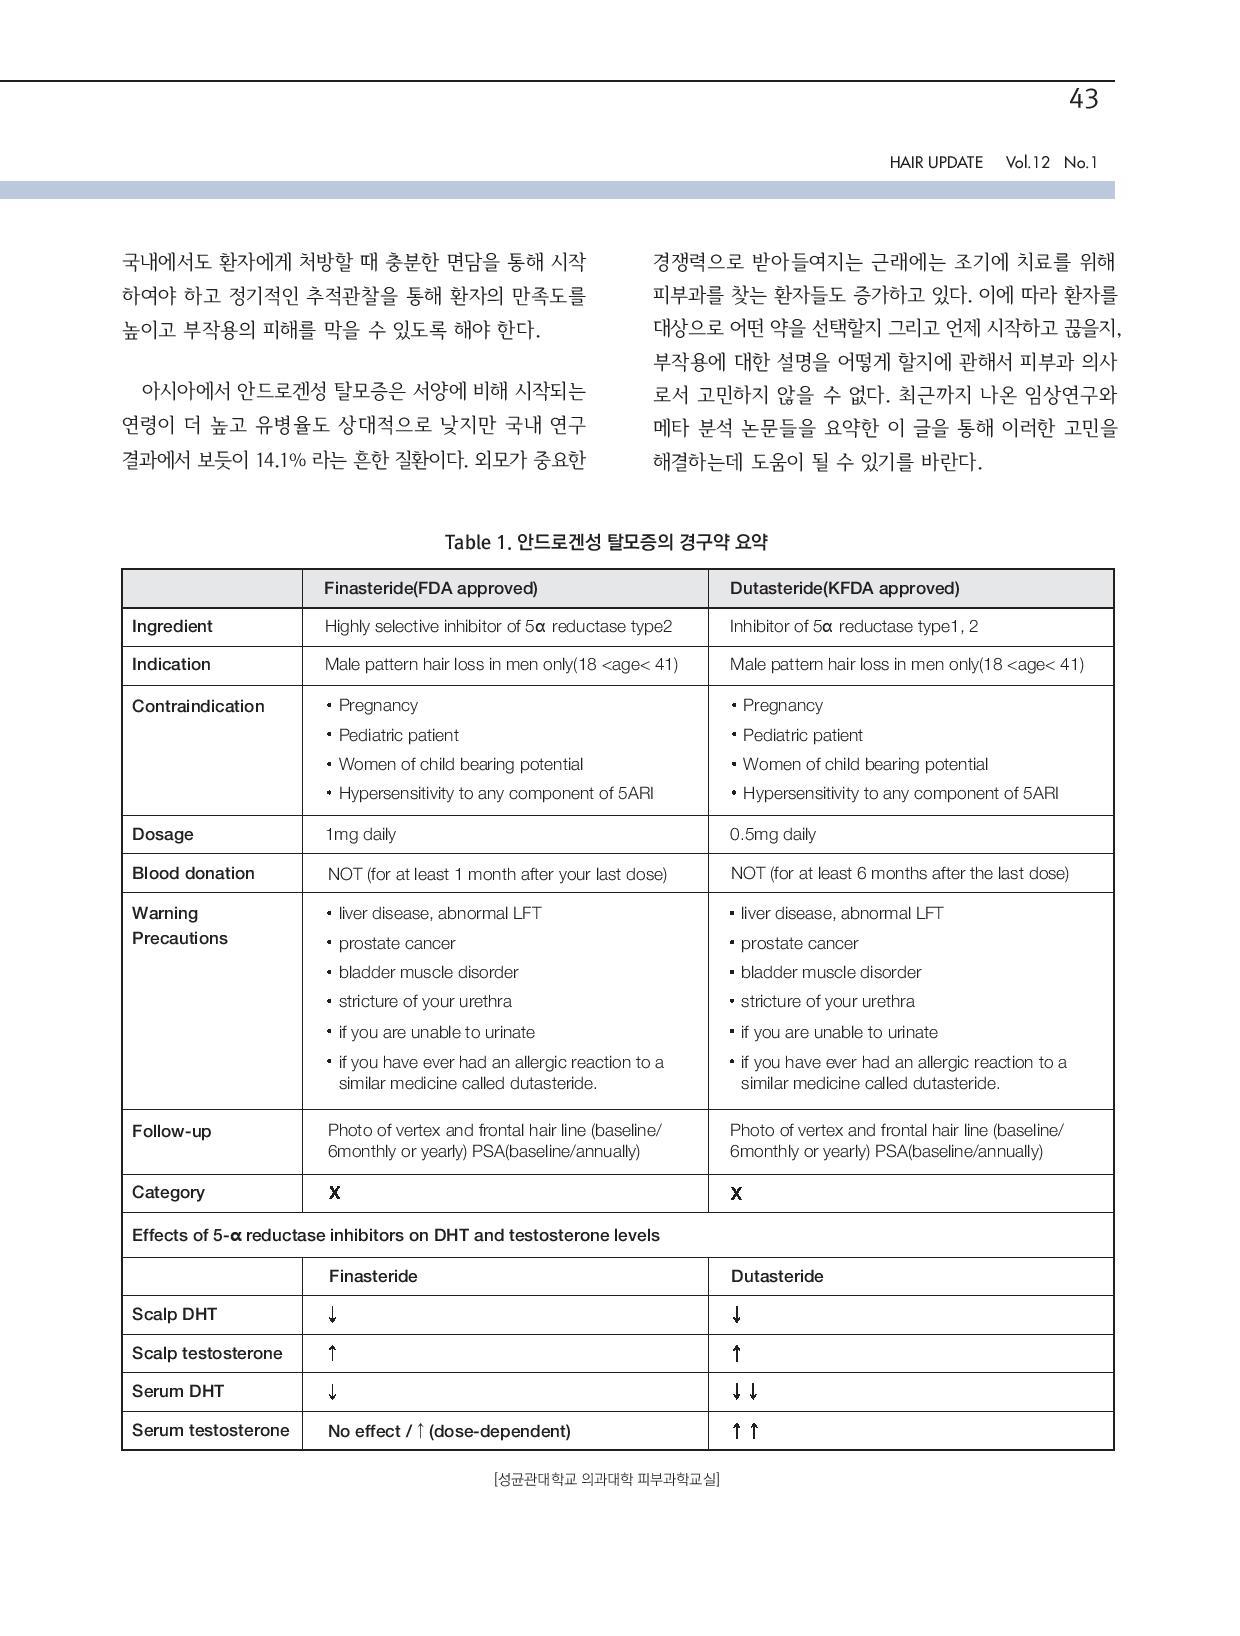 43
HAIR UPDATE Vol.12 No.1
국내에서도 환자에게 처방할 때 충분한 면담을 통해 시작
하여야 하고 정기적인 추적관찰을 통해 환자의 만족도를
높이고 부작용의 피해를 막을 수 있도록 해야 한다.
아시아에서 안드로겐성 탈모증은 서양에 비해 시작되는
연령이 더 높고 유병율도 상대적으로 낮지만 국내 연구
결과에서 보듯이 14.1% 라는 흔한 질환이다. 외모가 중요한
경쟁력으로 받아들여지는 근래에는 조기에 치료를 위해
피부과를 찾는 환자들도 증가하고 있다. 이에 따라 환자를
대상으로 어떤 약을 선택할지 그리고 언제 시작하고 끊을지,
부작용에 대한 설명을 어떻게 할지에 관해서 피부과 의사
로서 고민하지 않을 수 없다. 최근까지 나온 임상연구와
메타 분석 논문들을 요약한 이 글을 통해 이러한 고민을
해결하는데 도움이 될 수 있기를 바란다.
Table 1. 안드로겐성 탈모증의 경구약 요약
Finasteride(FDA approved) Dutasteride(KFDA approved)
Ingredient Highly selective inhibitor of 5α reductase type2 Inhibitor of 5α reductase type1, 2
Indication Male pattern hair loss in men only(18 <age< 41) Male pattern hair loss in men only(18 <age< 41)
Contraindication • Pregnancy • Pregnancy
• Pediatric patient • Pediatric patient
• Women of child bearing potential • Women of child bearing potential
• Hypersensitivity to any component of 5ARI • Hypersensitivity to any component of 5ARI
Dosage 1mg daily 0.5mg daily
Blood donation NOT (for at least 1 month after your last dose) NOT (for at least 6 months after the last dose)
Warning • liver disease, abnormal LFT • liver disease, abnormal LFT
Precautions • prostate cancer • prostate cancer
• bladder muscle disorder • bladder muscle disorder
• stricture of your urethra • stricture of your urethra
• if you are unable to urinate • if you are unable to urinate
• if you have ever had an allergic reaction to a • if you have ever had an allergic reaction to a
similar medicine called dutasteride. similar medicine called dutasteride.
Follow-up Photo of vertex and frontal hair line (baseline/ Photo of vertex and frontal hair line (baseline/
6monthly or yearly) PSA(baseline/annually) 6monthly or yearly) PSA(baseline/annually)
Category X X
Effects of 5-α reductase inhibitors on DHT and testosterone levels
Finasteride Dutasteride
Scalp DHT ↓ ↓
Scalp testosterone ↑ ↑
Serum DHT ↓ ↓ ↓
Serum testosterone No effect / ↑ (dose-dependent) ↑ ↑
[성균관대학교 의과대학 피부과학교실]